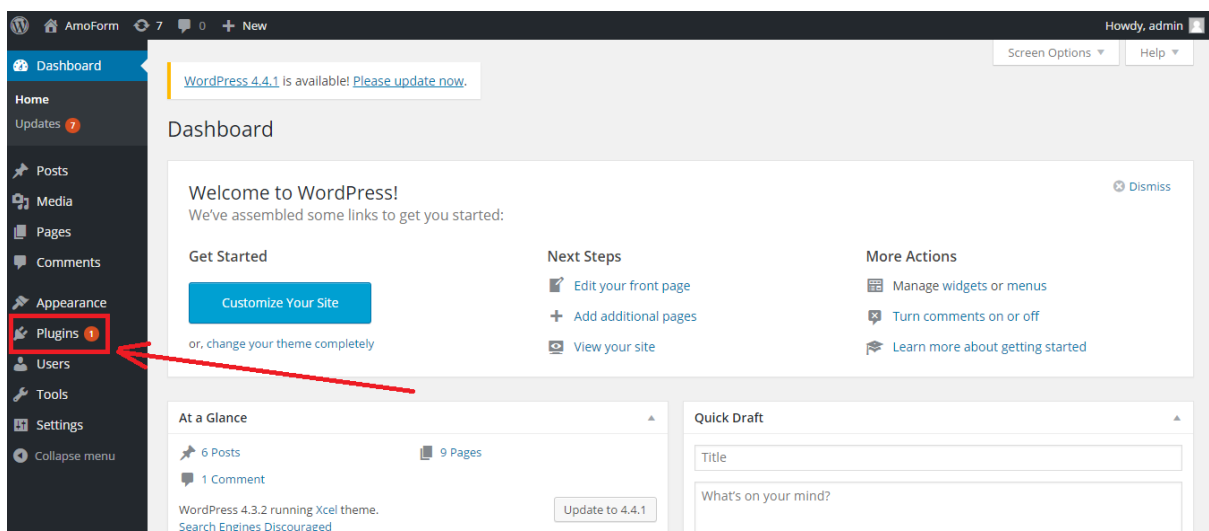 AmoForm 7 0 New Howdy, admin
Screen Options Help
Dashboard
Home
Updates 7
Posts
Media
Pages
Comments
Appearance
Plugins 1
Users
Tools
Settings
Collapse menu
WordPress 4.4.1 is available! Please update now.
Dashboard
Welcome to WordPress!
We've assembled some links to get you started:
Dismiss
Get Started
Customize Your Site
or, change your theme completely
Next Steps
Edit your front page
Add additional pages
View your site
More Actions
Manage widgets or menus
Turn comments on or off
Learn more about getting started
At a Glance
6 Posts 9 Pages
1 Comment
WordPress 4.3.2 running Xcel theme. Update to 4.4.1
Search Engines Discouraged
Quick Draft
Title
What's on your mind?